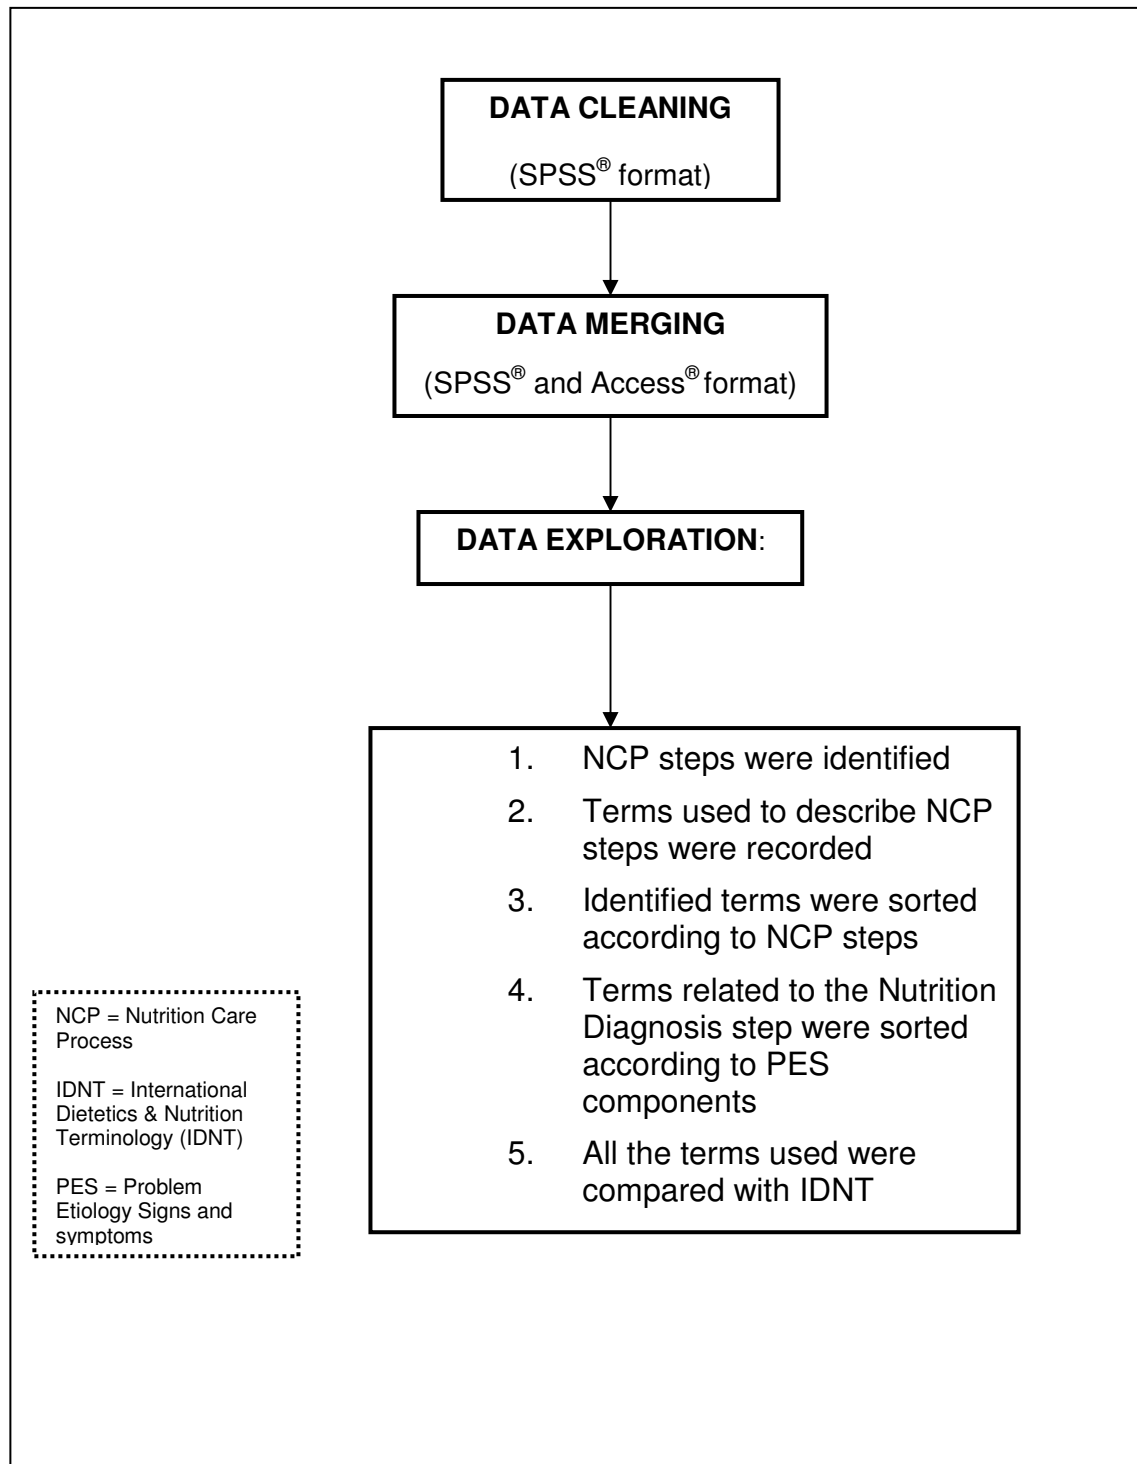 DATA CLEANING
(SPSS® format)
DATA MERGING
(SPSS® and Access® format)
DATA EXPLORATION:
1. NCP steps were identified
2. Terms used to describe NCP
steps were recorded
3. Identified terms were sorted
according to NCP steps
4. Terms related to the Nutrition
Diagnosis step were sorted
according to PES
components
5. All the terms used were
compared with IDNT
NCP = Nutrition Care
Process
IDNT = International
Dietetics & Nutrition
Terminology (IDNT)
PES = Problem
Etiology Signs and
symptoms